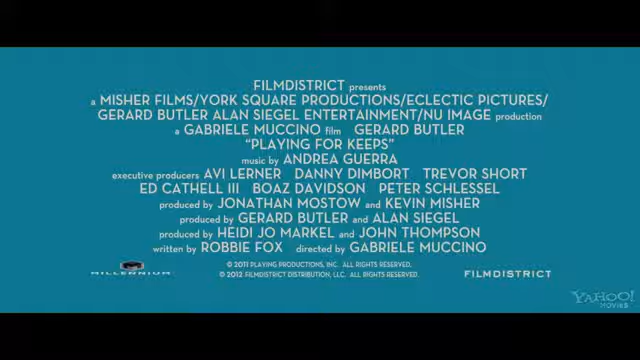 FILMDISTRICT presents
a MISHER FILMS/YORK SQUARE PRODUCTIONS/ECLECTIC PICTURES/
GERARD BUTLER ALAN SIEGEL ENTERTAINMENT/NU IMAGE production
a GABRIELE MUCCINO film GERARD BUTLER
"PLAYING FOR KEEPS"
music by ANDREA GUERRA
executive producers AVI LERNER DANNY DIMBORT TREVOR SHORT
ED CATHELL III BOAZ DAVIDSON PETER SCHLESSEL
produced by JONATHAN MOSTOW and KEVIN MISHER
produced by GERARD BUTLER and ALAN SIEGEL
produced by HEIDI JO MARKEL and JOHN THOMPSON
written by ROBBIE FOX directed by GABRIELE MUCCINO
© 2011 PLAYING PRODUCTIONS, INC. ALL RIGHTS RESERVED.
© 2012 FILMDISTRICT DISTRIBUTION, LLC. ALL RIGHTS RESERVED.
MILLENNIUM
FILMDISTRICT
YAHOO!
MOVIES